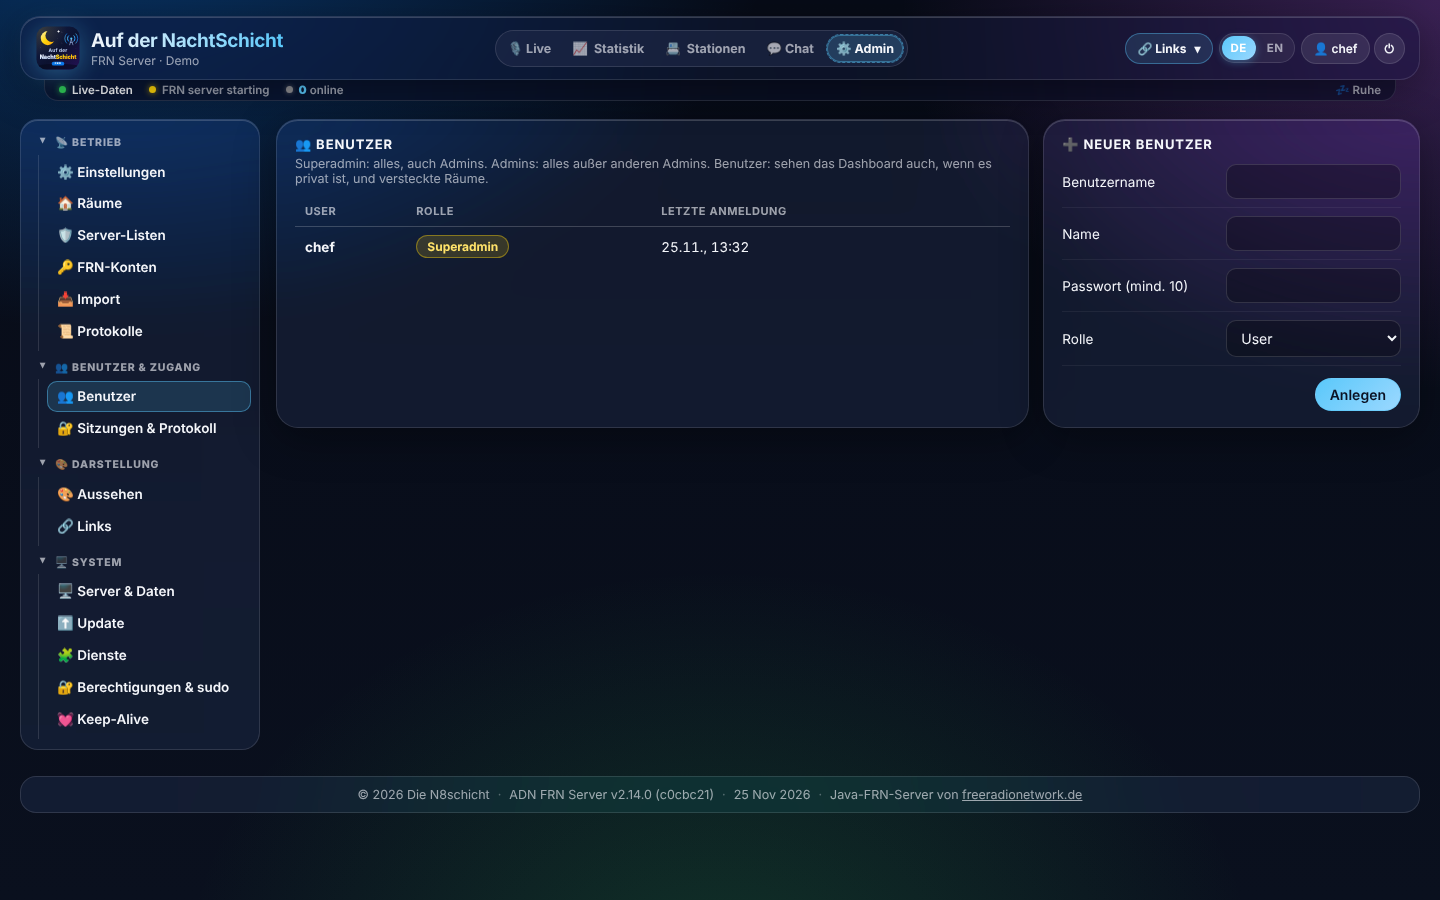 Auf der NachtSchicht
FRN Server · Demo
Live
Statistik
Stationen
Chat
Admin
Links ▾
DE EN
chef
Live-Daten
FRN server starting
0 online
Ruhe
BETRIEB
Einstellungen
Räume
Server-Listen
FRN-Konten
Import
Protokolle
BENUTZER & ZUGANG
Benutzer
Sitzungen & Protokoll
DARSTELLUNG
Aussehen
Links
SYSTEM
Server & Daten
Update
Dienste
Berechtigungen & sudo
Keep-Alive
BENUTZER
Superadmin: alles, auch Admins. Admins: alles außer anderen Admins. Benutzer: sehen das Dashboard auch, wenn es
privat ist, und versteckte Räume.
USER ROLLE LETZTE ANMELDUNG
chef Superadmin 25.11., 13:32
NEUER BENUTZER
Benutzername
Name
Passwort (mind. 10)
Rolle User
Anlegen
© 2026 Die N8schicht · ADN FRN Server v2.14.0 (c0cbc21) · 25 Nov 2026 · Java-FRN-Server von freeradionetwork.de